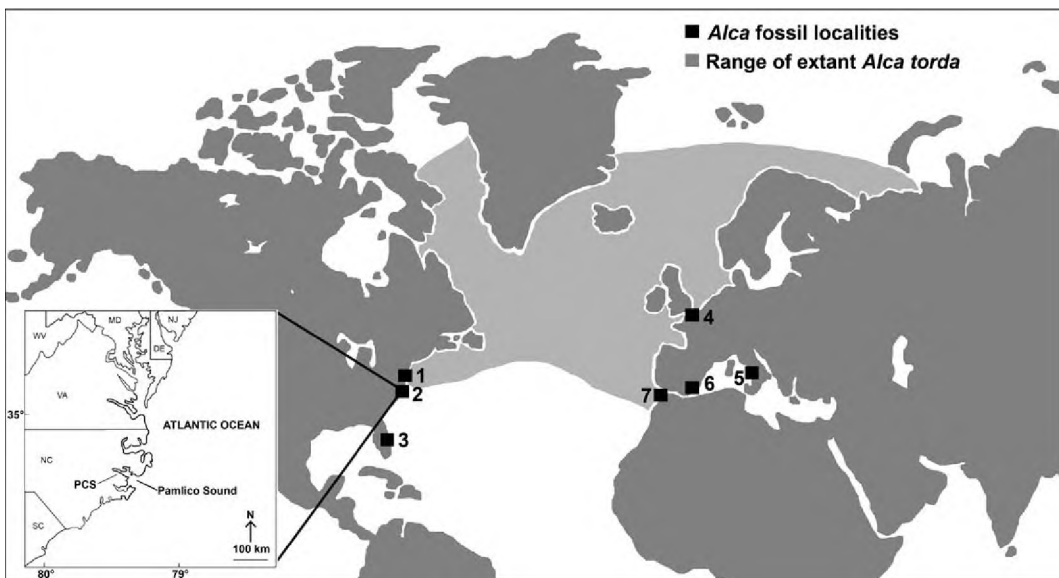 Alca fossil localities
Range of extant Alca torda
1
2
3
4
5
6
7
WV
MD
NJ
DE
VA
35°
ATLANTIC OCEAN
NC
PCS
Pamlico Sound
SC
N
100 km
80°
79°